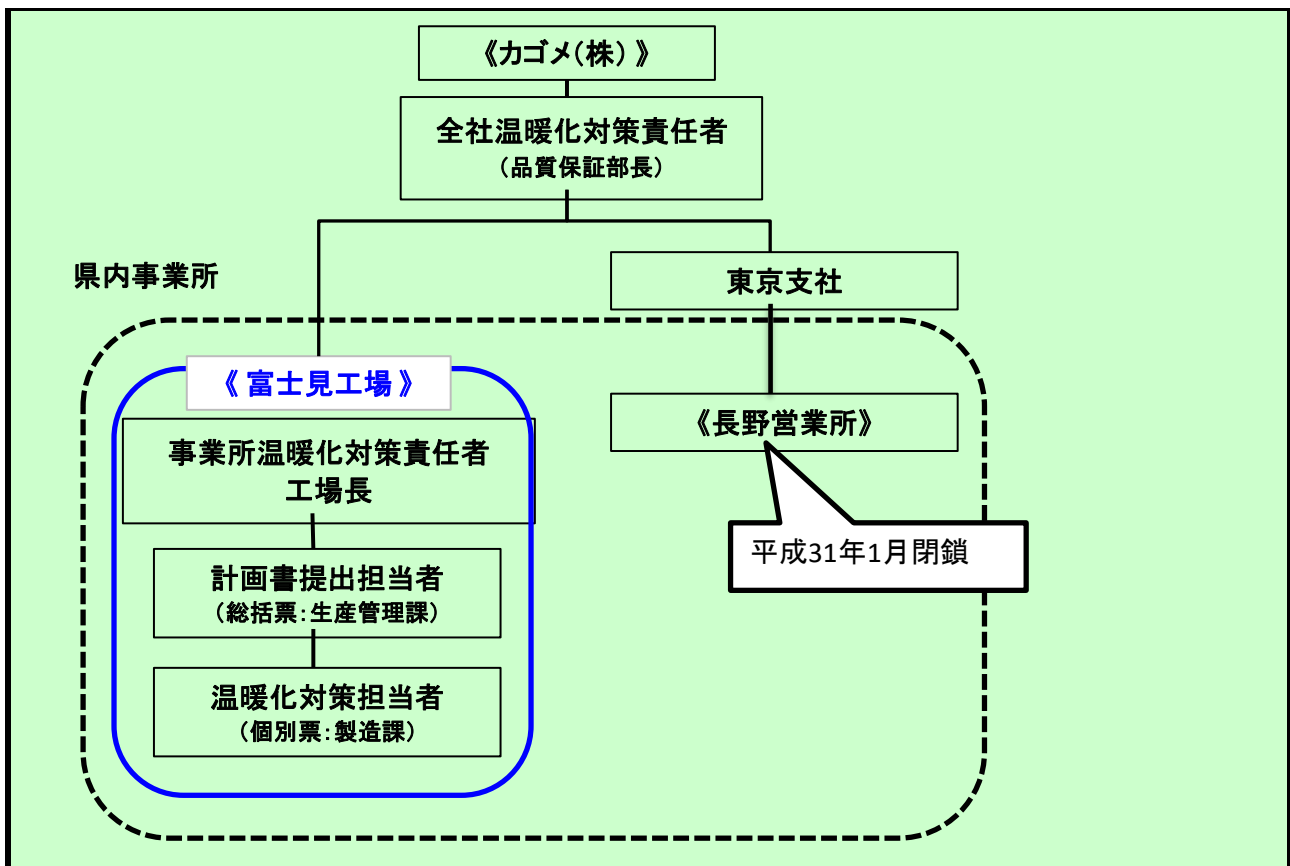 《カゴメ（株）》
全社温暖化対策責任者
（品質保証部長）
県内事業所
東京支社
《富士見工場》
《長野営業所》
事業所温暖化対策責任者
工場長
平成31年1月閉鎖
計画書提出担当者
（総括票：生産管理課）
温暖化対策担当者
（個別票：製造課）